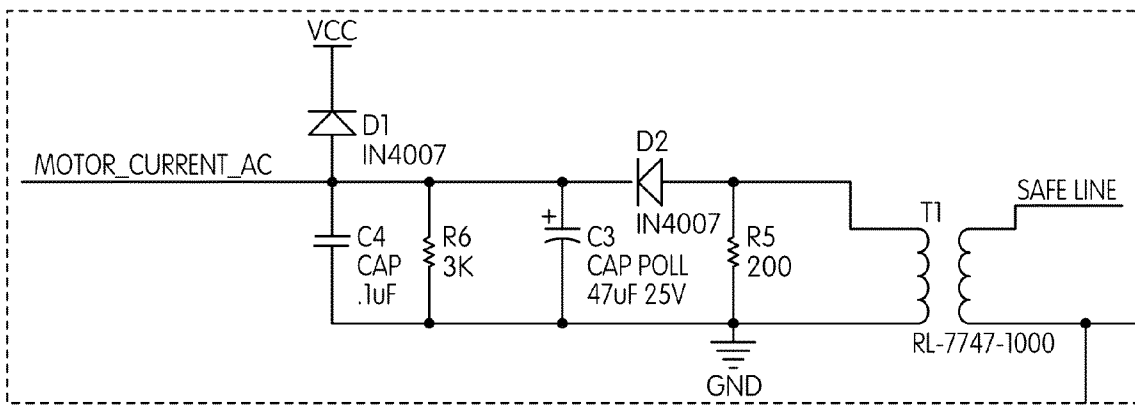 VCC
D1
IN4007
MOTOR_CURRENT_AC
D2
IN4007
SAFE LINE
T1
C4
CAP
.1uF
R6
3K
+
C3
CAP POLL
47uF 25V
R5
200
RL-7747-1000
GND